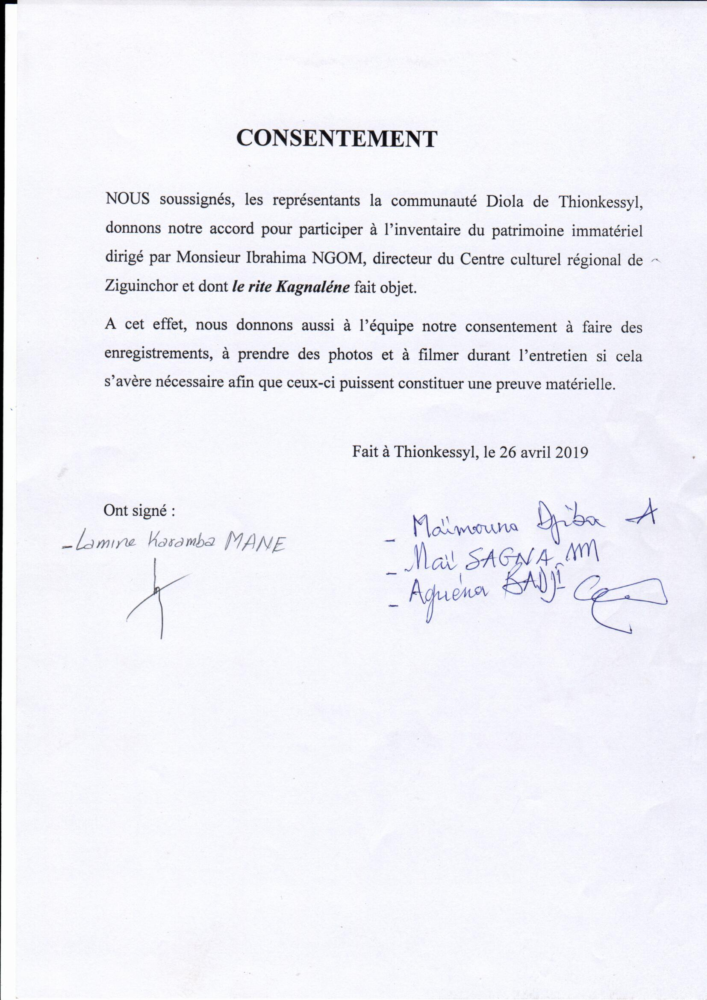 CONSENTEMENT
NOUS soussignés, les représentants la communauté Diola de Thionkessyl,
donnons notre accord pour participer à l'inventaire du patrimoine immatériel
dirigé par Monsieur Ibrahima NGOM, directeur du Centre culturel régional de
Ziguinchor et dont le rite Kagnaléne fait objet.
A cet effet, nous donnons aussi à l'équipe notre consentement à faire des
enregistrements, à prendre des photos et à filmer durant l'entretien si cela
s'avère nécessaire afin que ceux-ci puissent constituer une preuve matérielle.
Fait à Thionkessyl, le 26 avril 2019
Ont signé :
- Lamine Karamba MANE
- Maïmouna Djiba
- Maï SAGNA
- Aguéna BADJI